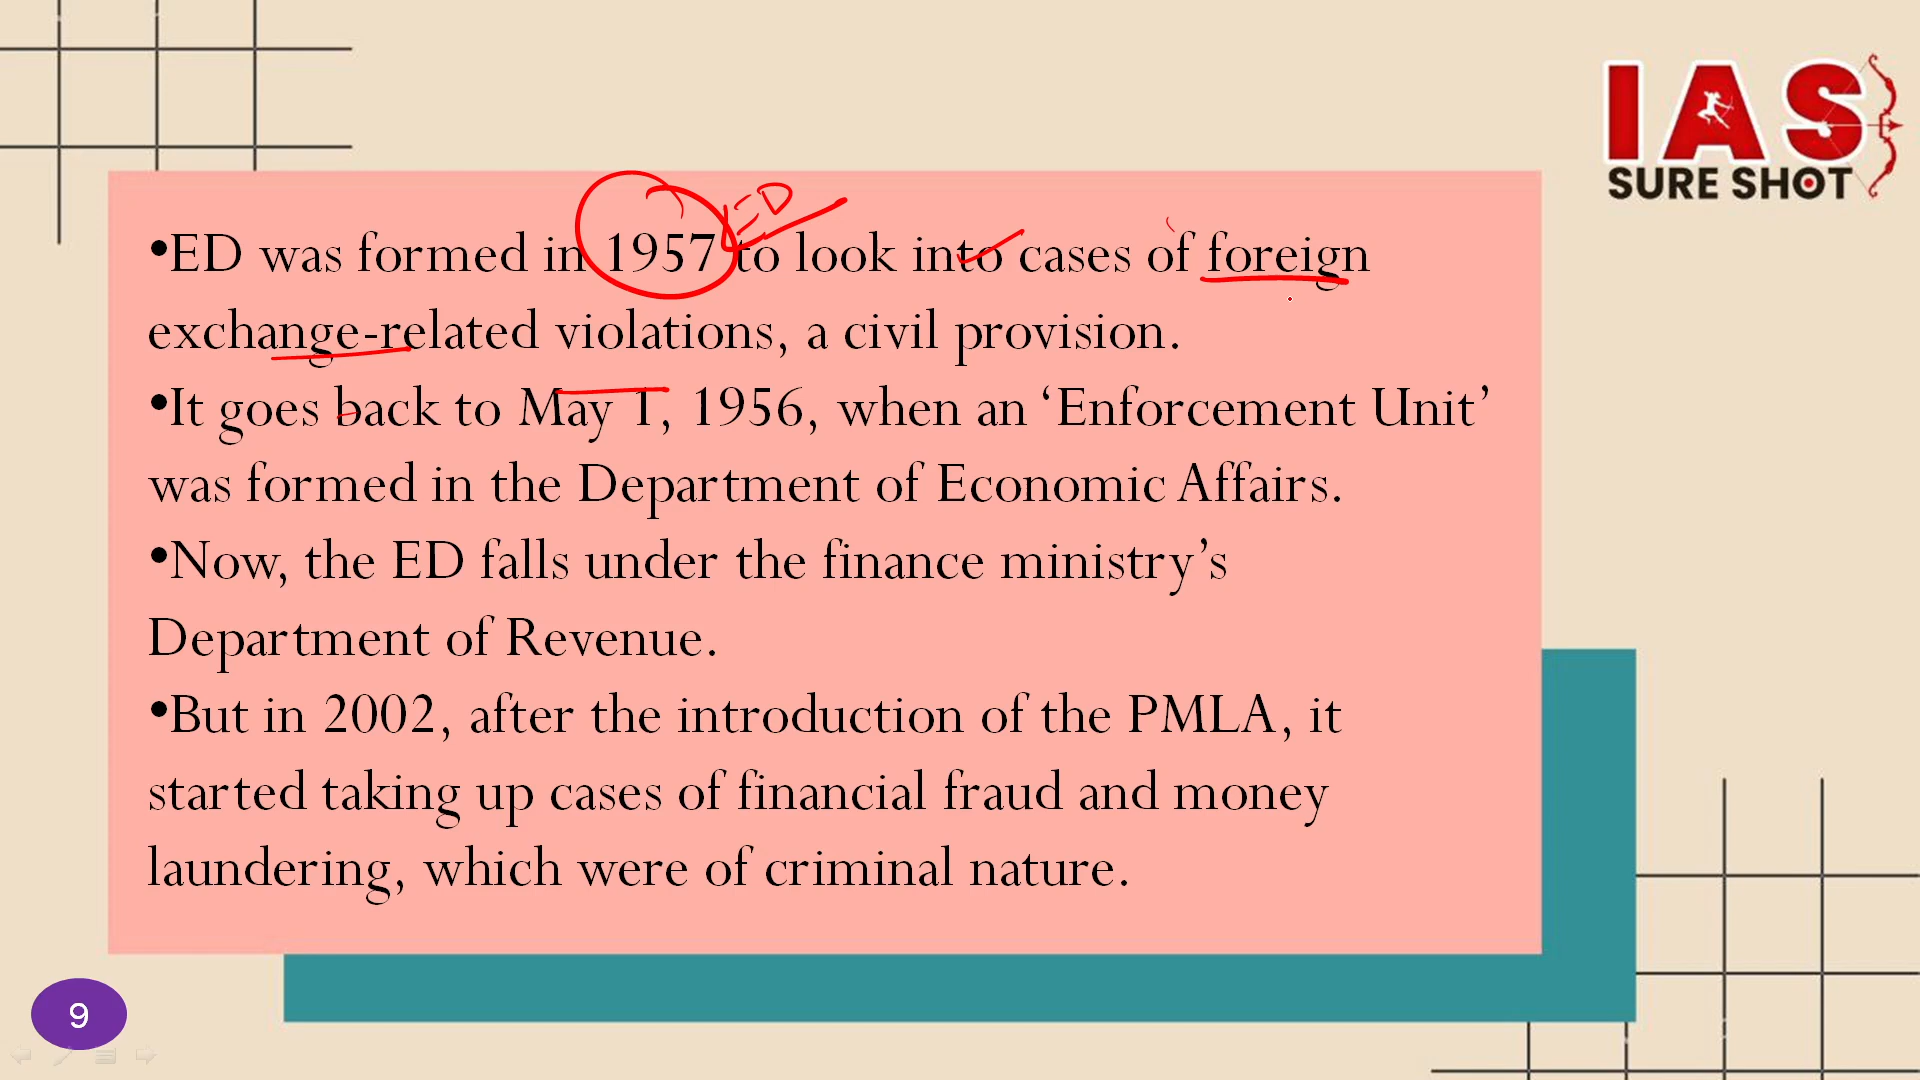 IAS
SURE SHOT
ED
•ED was formed in 1957 to look into cases of foreign
exchange-related violations, a civil provision.
•It goes back to May 1, 1956, when an ‘Enforcement Unit’
was formed in the Department of Economic Affairs.
•Now, the ED falls under the finance ministry’s
Department of Revenue.
•But in 2002, after the introduction of the PMLA, it
started taking up cases of financial fraud and money
laundering, which were of criminal nature.
9